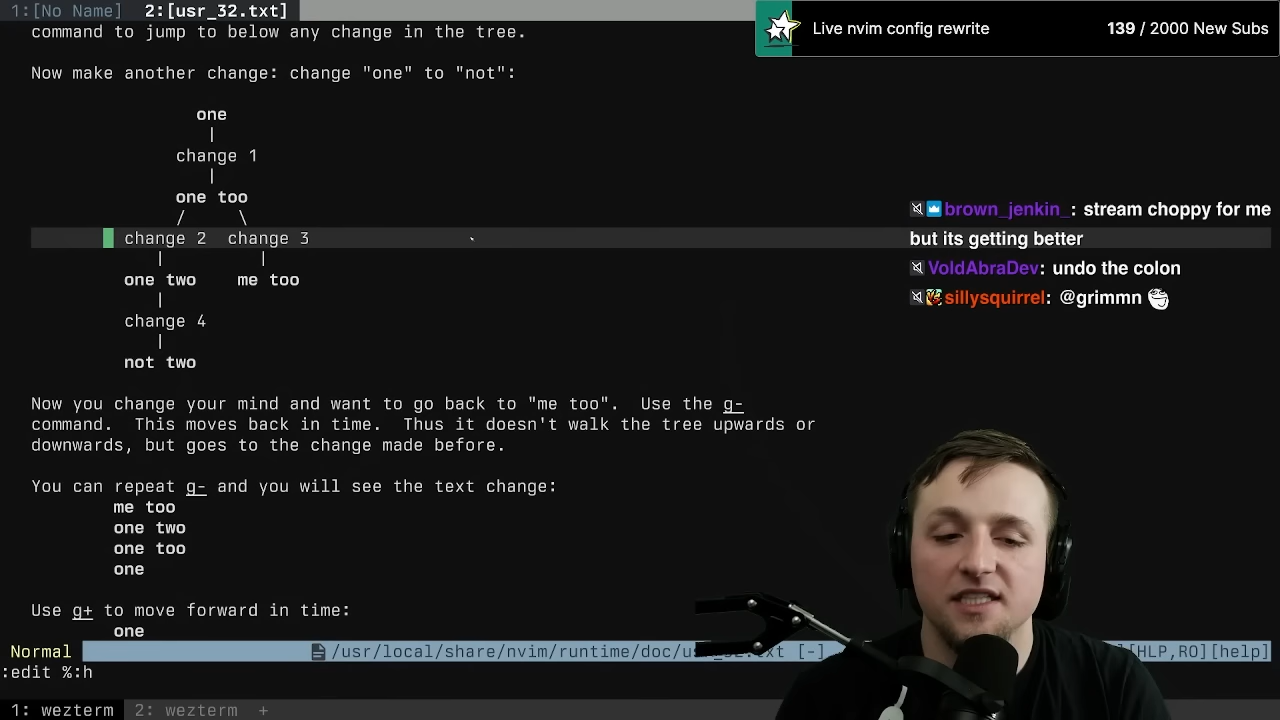 1:[No Name]  2:[usr_32.txt]
Live nvim config rewrite 139 / 2000 New Subs
command to jump to below any change in the tree.
Now make another change: change "one" to "not":
one
|
change 1
|
one too
/ \
change 2 change 3
| |
one two me too
|
change 4
|
not two
brown_jenkin_: stream choppy for me
but its getting better
VoldAbraDev: undo the colon
sillysquirrel: @grimmn
Now you change your mind and want to go back to "me too". Use the g-
command. This moves back in time. Thus it doesn't walk the tree upwards or
downwards, but goes to the change made before.
You can repeat g- and you will see the text change:
me too
one two
one too
one
Use g+ to move forward in time:
one
Normal /usr/local/share/nvim/runtime/doc/usr_32.txt [-] [HLP,RO][help]
:edit %:h
1: wezterm 2: wezterm +